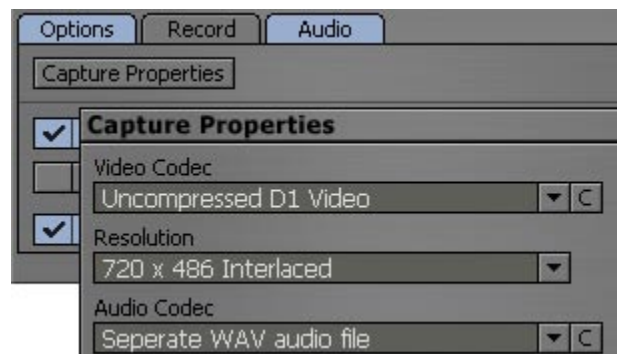 Options Record Audio
Capture Properties
Capture Properties
Video Codec
Uncompressed D1 Video C
Resolution
720 x 486 Interlaced
Audio Codec
Seperate WAV audio file C